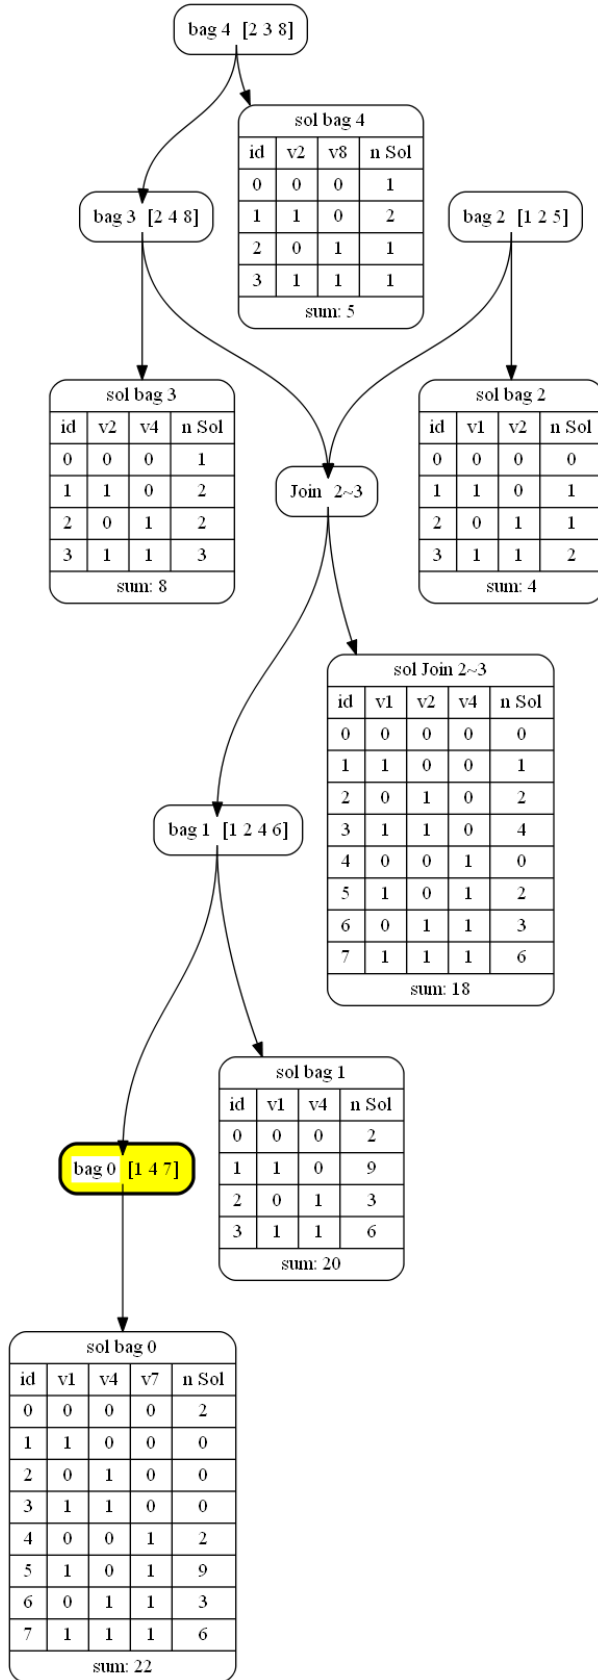 bag 4 [2 3 8]
sol bag 4
id v2 v8 n Sol
0 0 0 1
1 1 0 2
2 0 1 1
3 1 1 1
sum: 5
bag 3 [2 4 8]
bag 2 [1 2 5]
sol bag 3
id v2 v4 n Sol
0 0 0 1
1 1 0 2
2 0 1 2
3 1 1 3
sum: 8
sol bag 2
id v1 v2 n Sol
0 0 0 0
1 1 0 1
2 0 1 1
3 1 1 2
sum: 4
Join 2~3
sol Join 2~3
id v1 v2 v4 n Sol
0 0 0 0 0
1 1 0 0 1
2 0 1 0 2
3 1 1 0 4
4 0 0 1 0
5 1 0 1 2
6 0 1 1 3
7 1 1 1 6
sum: 18
bag 1 [1 2 4 6]
sol bag 1
id v1 v4 n Sol
0 0 0 2
1 1 0 9
2 0 1 3
3 1 1 6
sum: 20
bag 0 [1 4 7]
sol bag 0
id v1 v4 v7 n Sol
0 0 0 0 2
1 1 0 0 0
2 0 1 0 0
3 1 1 0 0
4 0 0 1 2
5 1 0 1 9
6 0 1 1 3
7 1 1 1 6
sum: 22